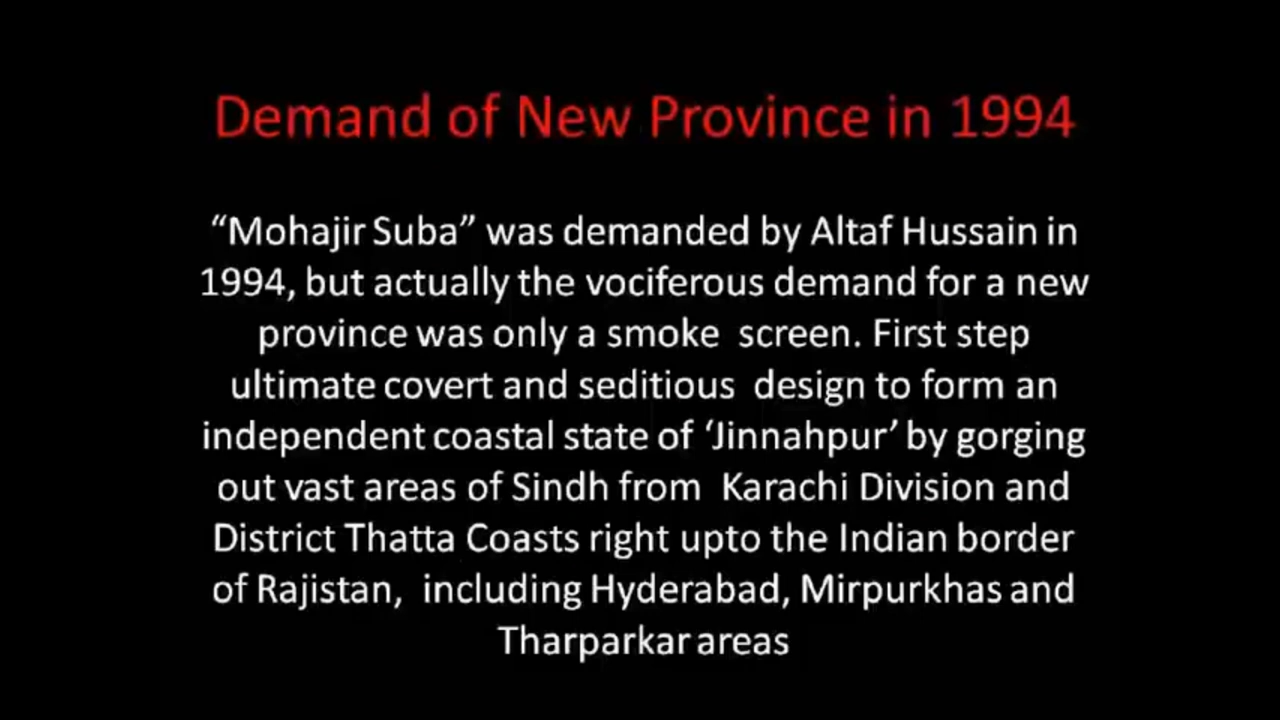 Demand of New Province in 1994
“Mohajir Suba” was demanded by Altaf Hussain in
1994, but actually the vociferous demand for a new
province was only a smoke screen. First step
ultimate covert and seditious design to form an
independent coastal state of ‘Jinnahpur’ by gorging
out vast areas of Sindh from Karachi Division and
District Thatta Coasts right upto the Indian border
of Rajistan, including Hyderabad, Mirpurkhas and
Tharparkar areas